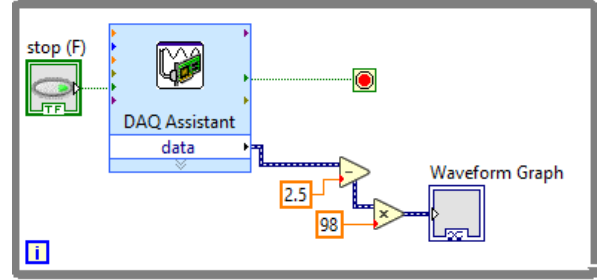 stop (F)
TF
DAQ Assistant
data
2.5
98
Waveform Graph
i